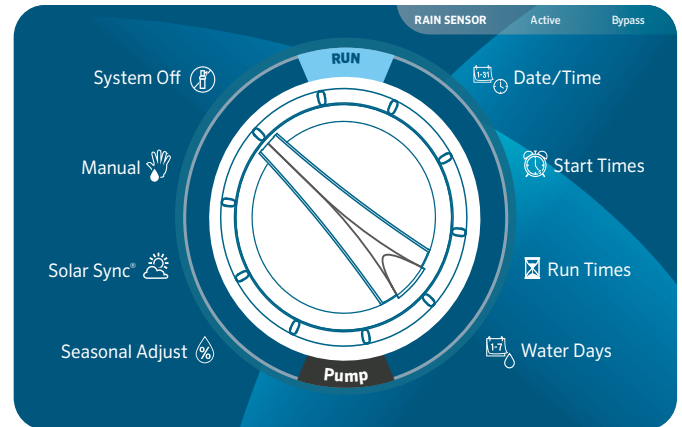 RAIN SENSOR Active Bypass
RUN
System Off
Manual
Solar Sync®
Seasonal Adjust
1-31 Date/Time
Start Times
Run Times
1-7 Water Days
Pump
%